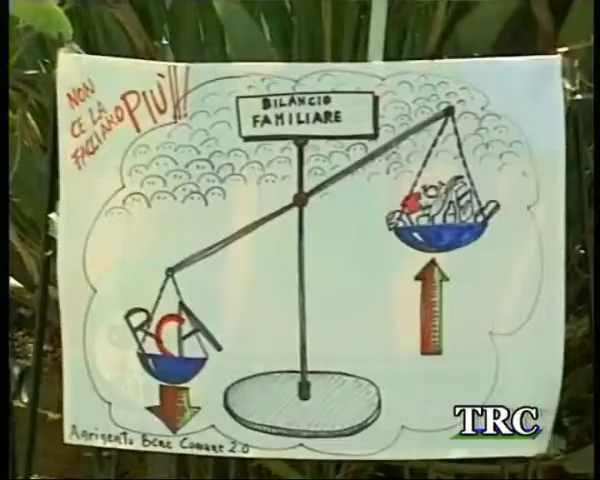 NON
CE LA
FACCIAMO PIÙ!!!
BILANCIO
FAMILIARE
RCA
Agrigento Bene Comune 2.0
TRC